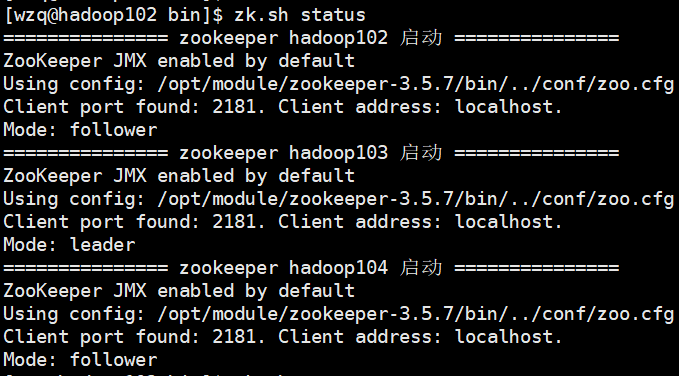 [wzq@hadoop102 bin]$ zk.sh status
=============== zookeeper hadoop102 启动 ===============
ZooKeeper JMX enabled by default
Using config: /opt/module/zookeeper-3.5.7/bin/../conf/zoo.cfg
Client port found: 2181. Client address: localhost.
Mode: follower
=============== zookeeper hadoop103 启动 ===============
ZooKeeper JMX enabled by default
Using config: /opt/module/zookeeper-3.5.7/bin/../conf/zoo.cfg
Client port found: 2181. Client address: localhost.
Mode: leader
=============== zookeeper hadoop104 启动 ===============
ZooKeeper JMX enabled by default
Using config: /opt/module/zookeeper-3.5.7/bin/../conf/zoo.cfg
Client port found: 2181. Client address: localhost.
Mode: follower